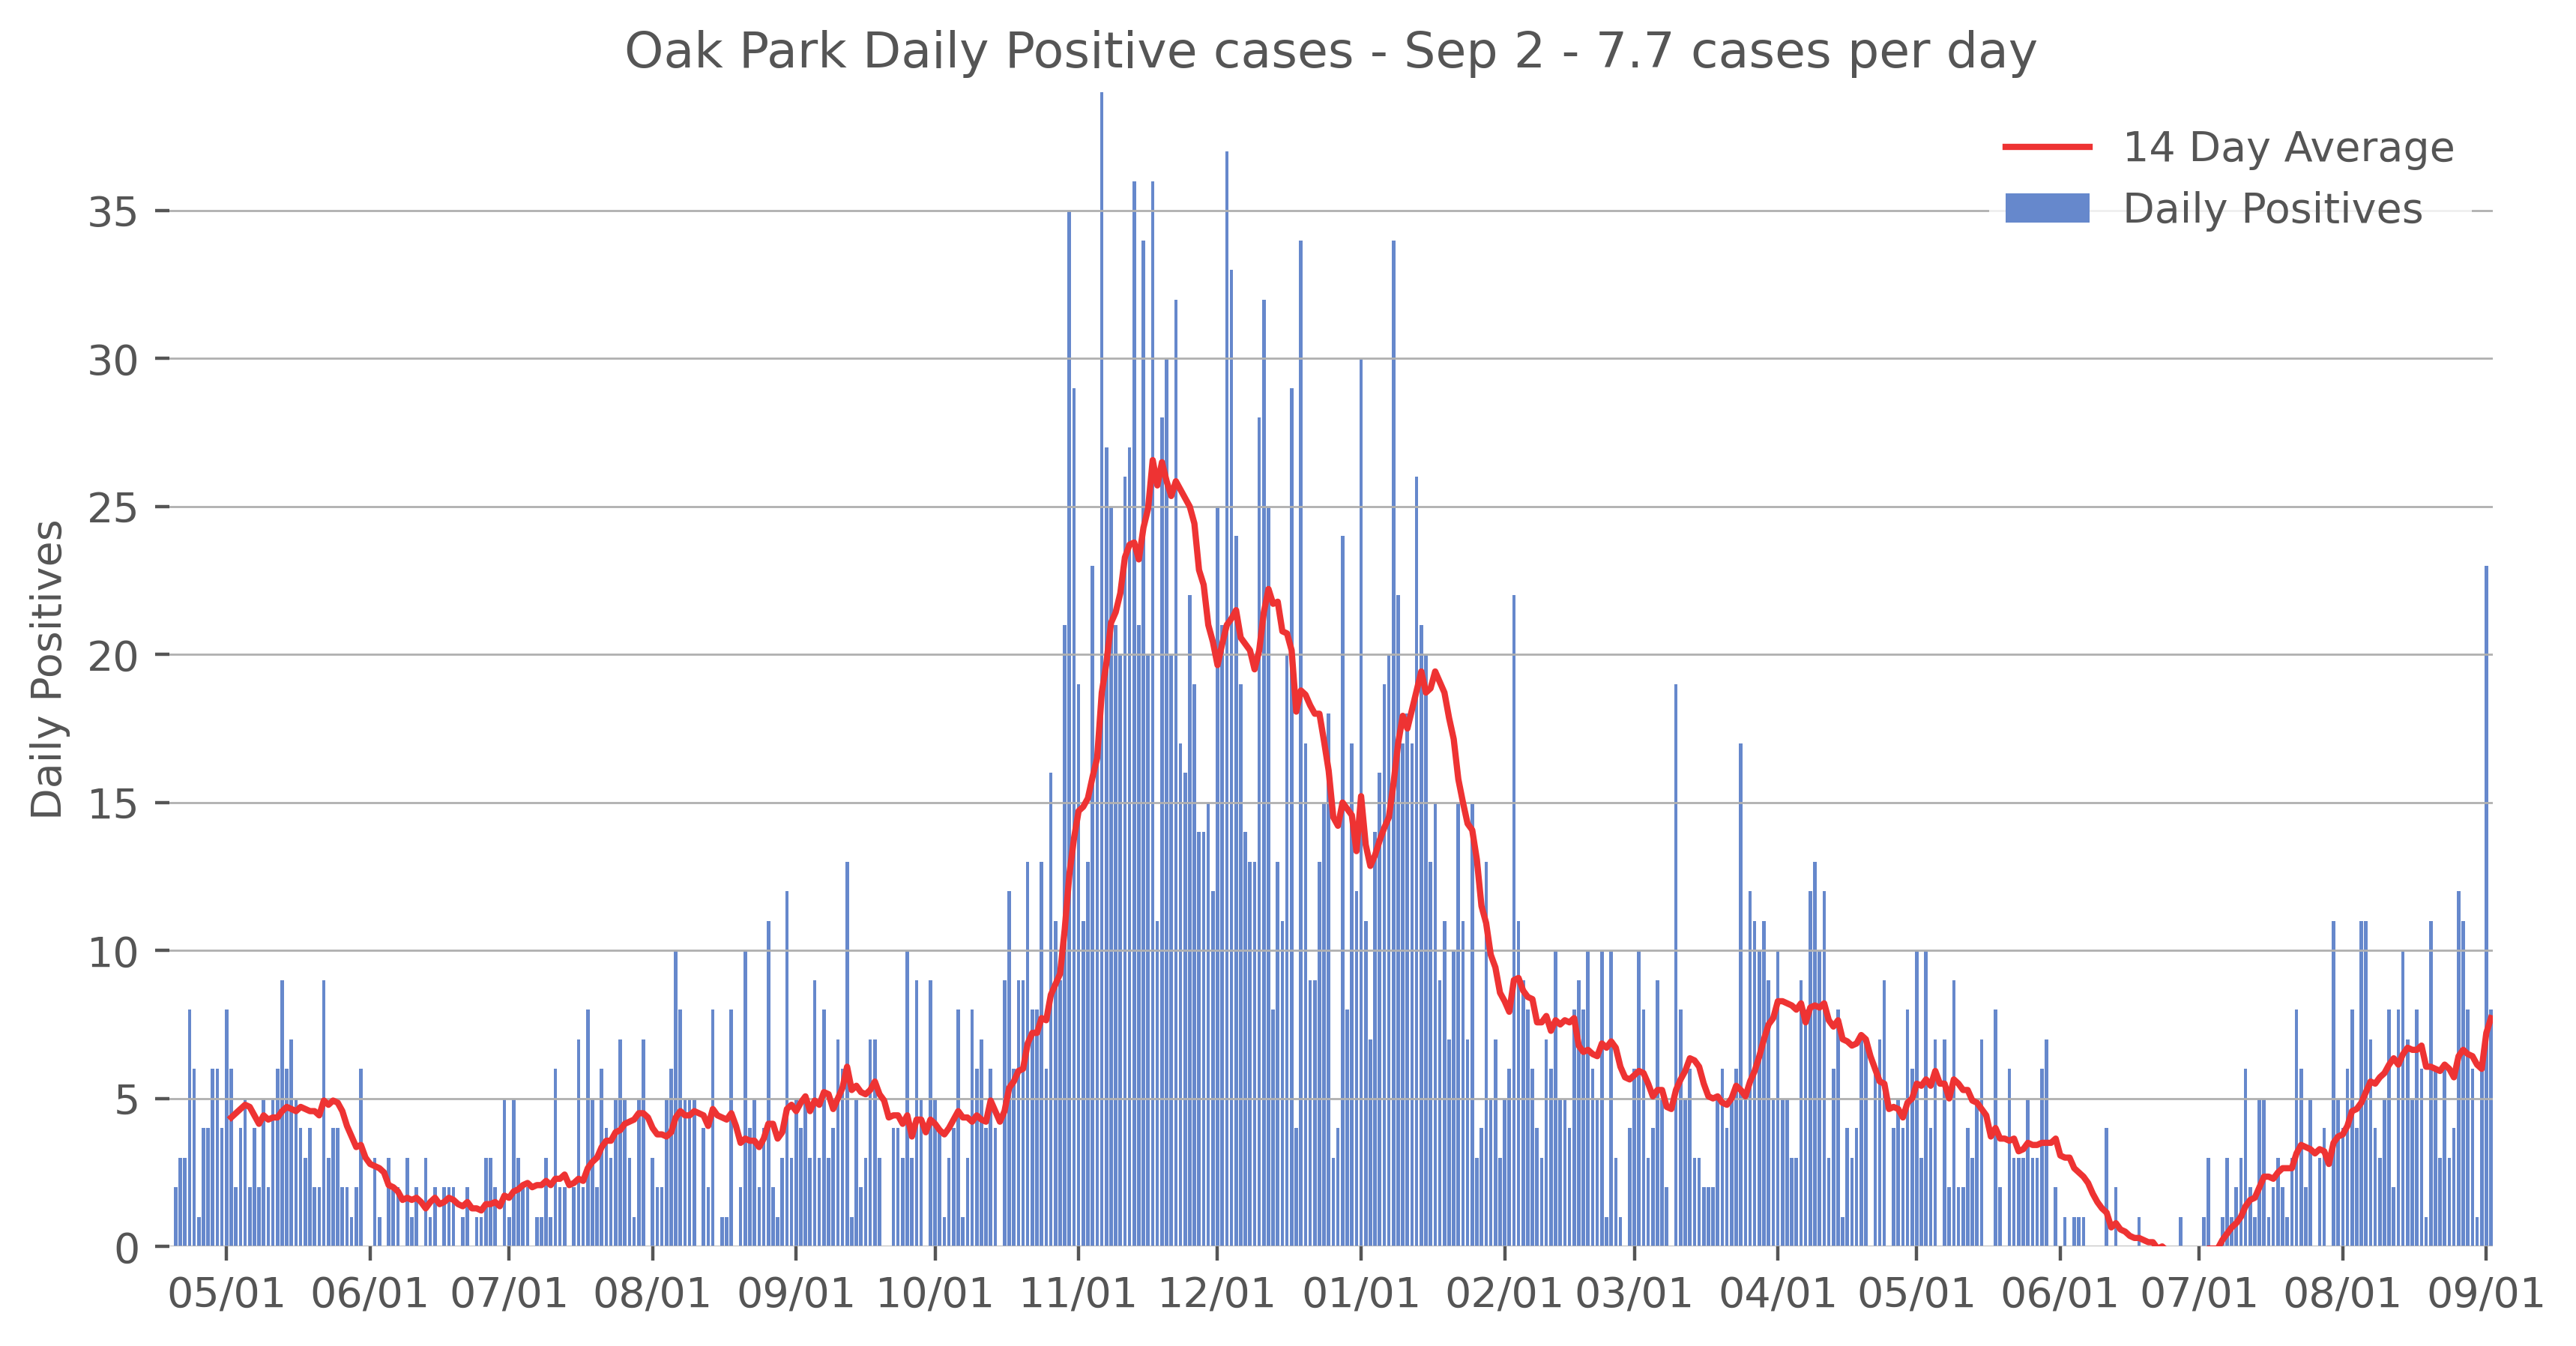 Oak Park Daily Positive cases - Sep 2 - 7.7 cases per day
14 Day Average
Daily Positives
Daily Positives
35
30
25
20
15
10
5
0
05/01 06/01 07/01 08/01 09/01 10/01 11/01 12/01 01/01 02/01 03/01 04/01 05/01 06/01 07/01 08/01 09/01